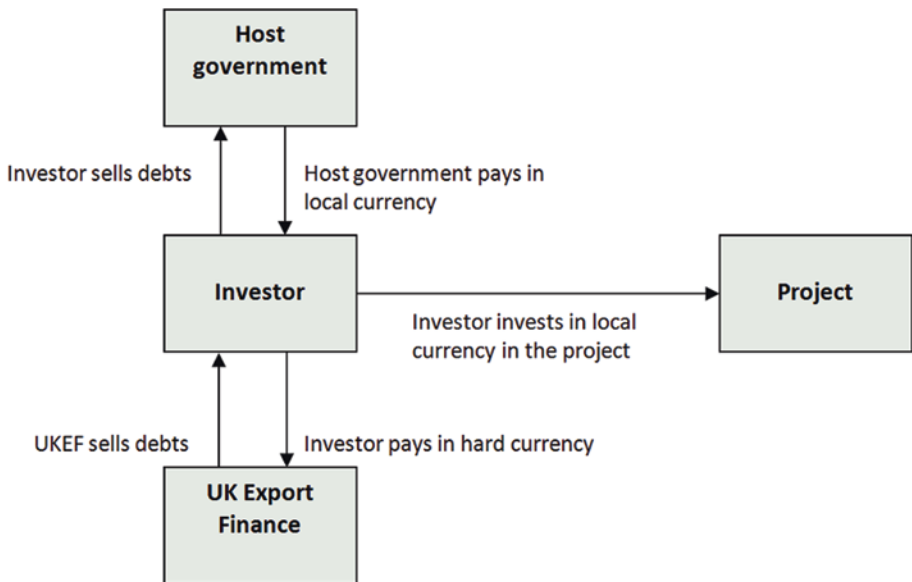 Host
government
Investor sells debts
Host government pays in
local currency
Investor
Project
Investor invests in local
currency in the project
UKEF sells debts
Investor pays in hard currency
UK Export
Finance